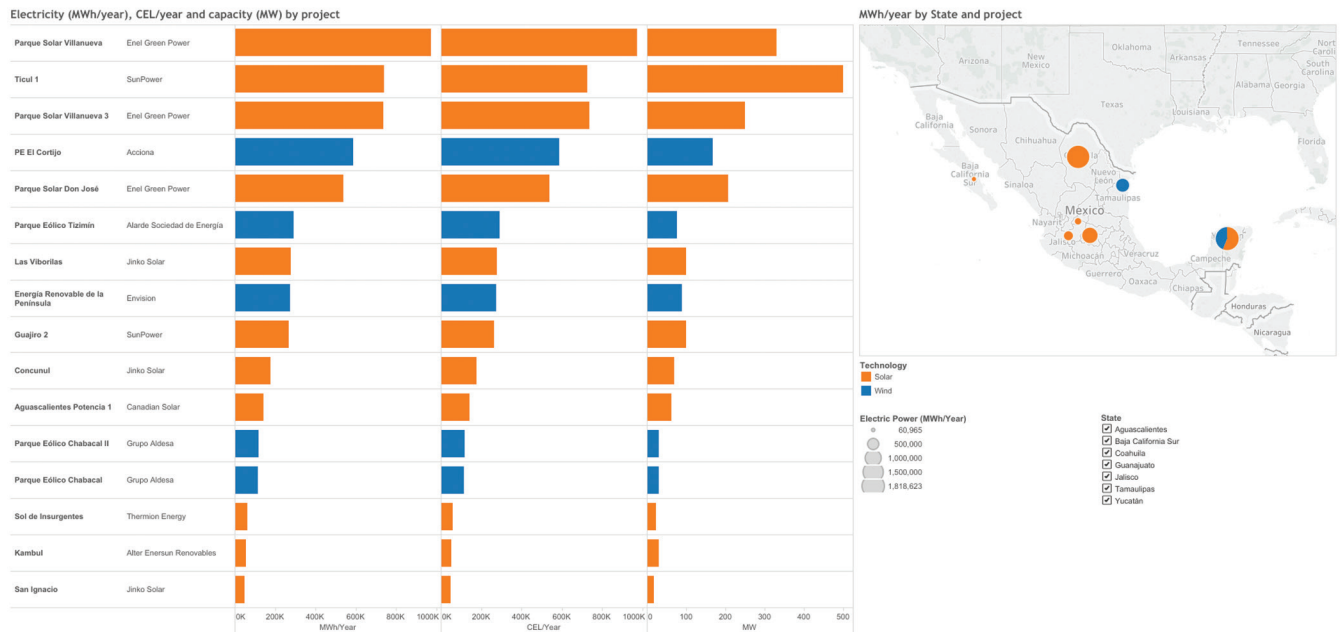 Electricity (MWh/year), CEL/year and capacity (MW) by project
Parque Solar Villanueva Enel Green Power
Ticul 1 SunPower
Parque Solar Villanueva 3 Enel Green Power
PE El Cortijo Acciona
Parque Solar Don José Enel Green Power
Parque Eólico Tizimín Alarde Sociedad de Energía
Las Viborilas Jinko Solar
Energía Renovable de la
Península Envision
Guajiro 2 SunPower
Concunul Jinko Solar
Aguascalientes Potencia 1 Canadian Solar
Parque Eólico Chabacal II Grupo Aldesa
Parque Eólico Chabacal Grupo Aldesa
Sol de Insurgentes Thermion Energy
Kambul Alter Enersun Renovables
San Ignacio Jinko Solar
0K 200K 400K 600K 800K 1000K 0K 200K 400K 600K 800K 1000K 0 100 200 300 400 500
MWh/Year CEL/Year MW
MWh/year by State and project
Oklahoma Tennessee
Arizona New
Mexico Arkansas South
Carolina
Alabama Georgia
Texas
Louisiana
Baja
California Sonora
Chihuahua
Florida
Baja
California
Sur Sinaloa Nuevo
León
Tamaulipas
Mexico
Nayarit
Jalisco
Michoacán Veracruz Campeche
Guerrero Oaxaca Chiapas
Honduras
Nicaragua
Technology
Solar
Wind
Electric Power (MWh/Year)
60,965
500,000
1,000,000
1,500,000
1,818,623
State
Aguascalientes
Baja California Sur
Coahuila
Guanajuato
Jalisco
Tamaulipas
Yucatán